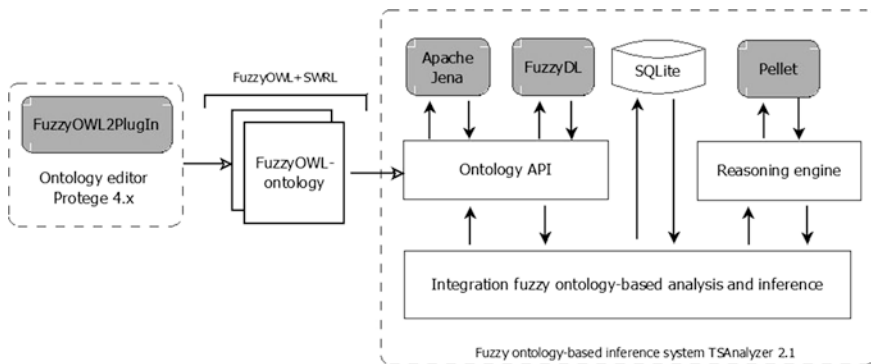 FuzzyOWL+SWRL
FuzzyOWL2PlugIn
Ontology editor
Protege 4.x
FuzzyOWL-
ontology
Apache
Jena
FuzzyDL
SQLite
Pellet
Ontology API
Reasoning engine
Integration fuzzy ontology-based analysis and inference
Fuzzy ontology-based inference system TSAnalyzer 2.1